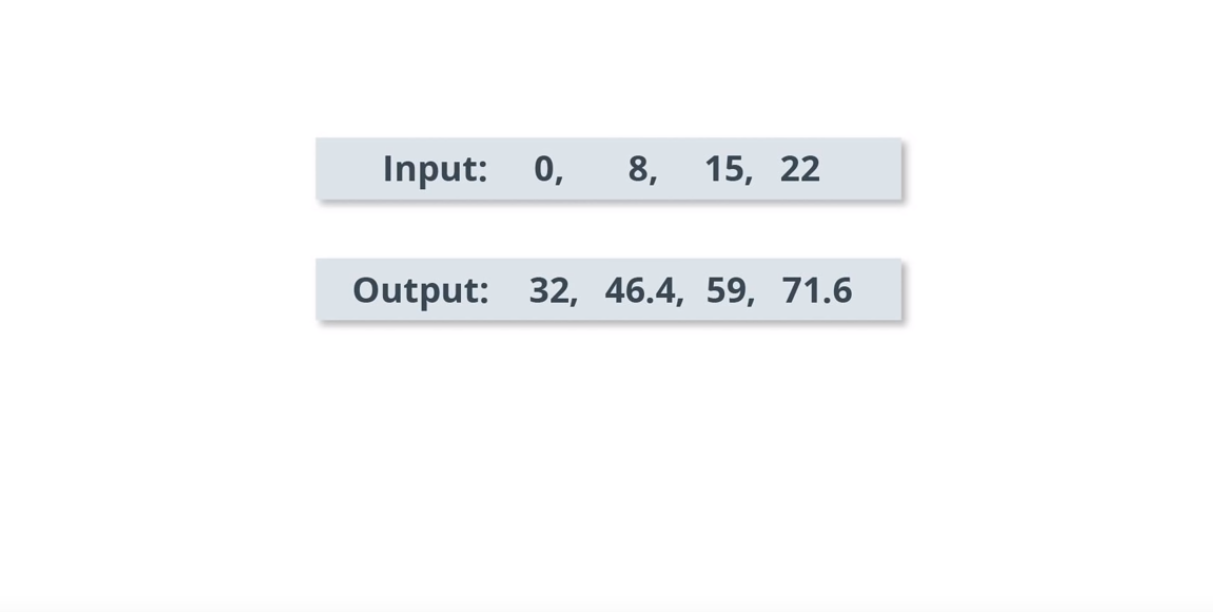 Input: 0, 8, 15, 22
Output: 32, 46.4, 59, 71.6